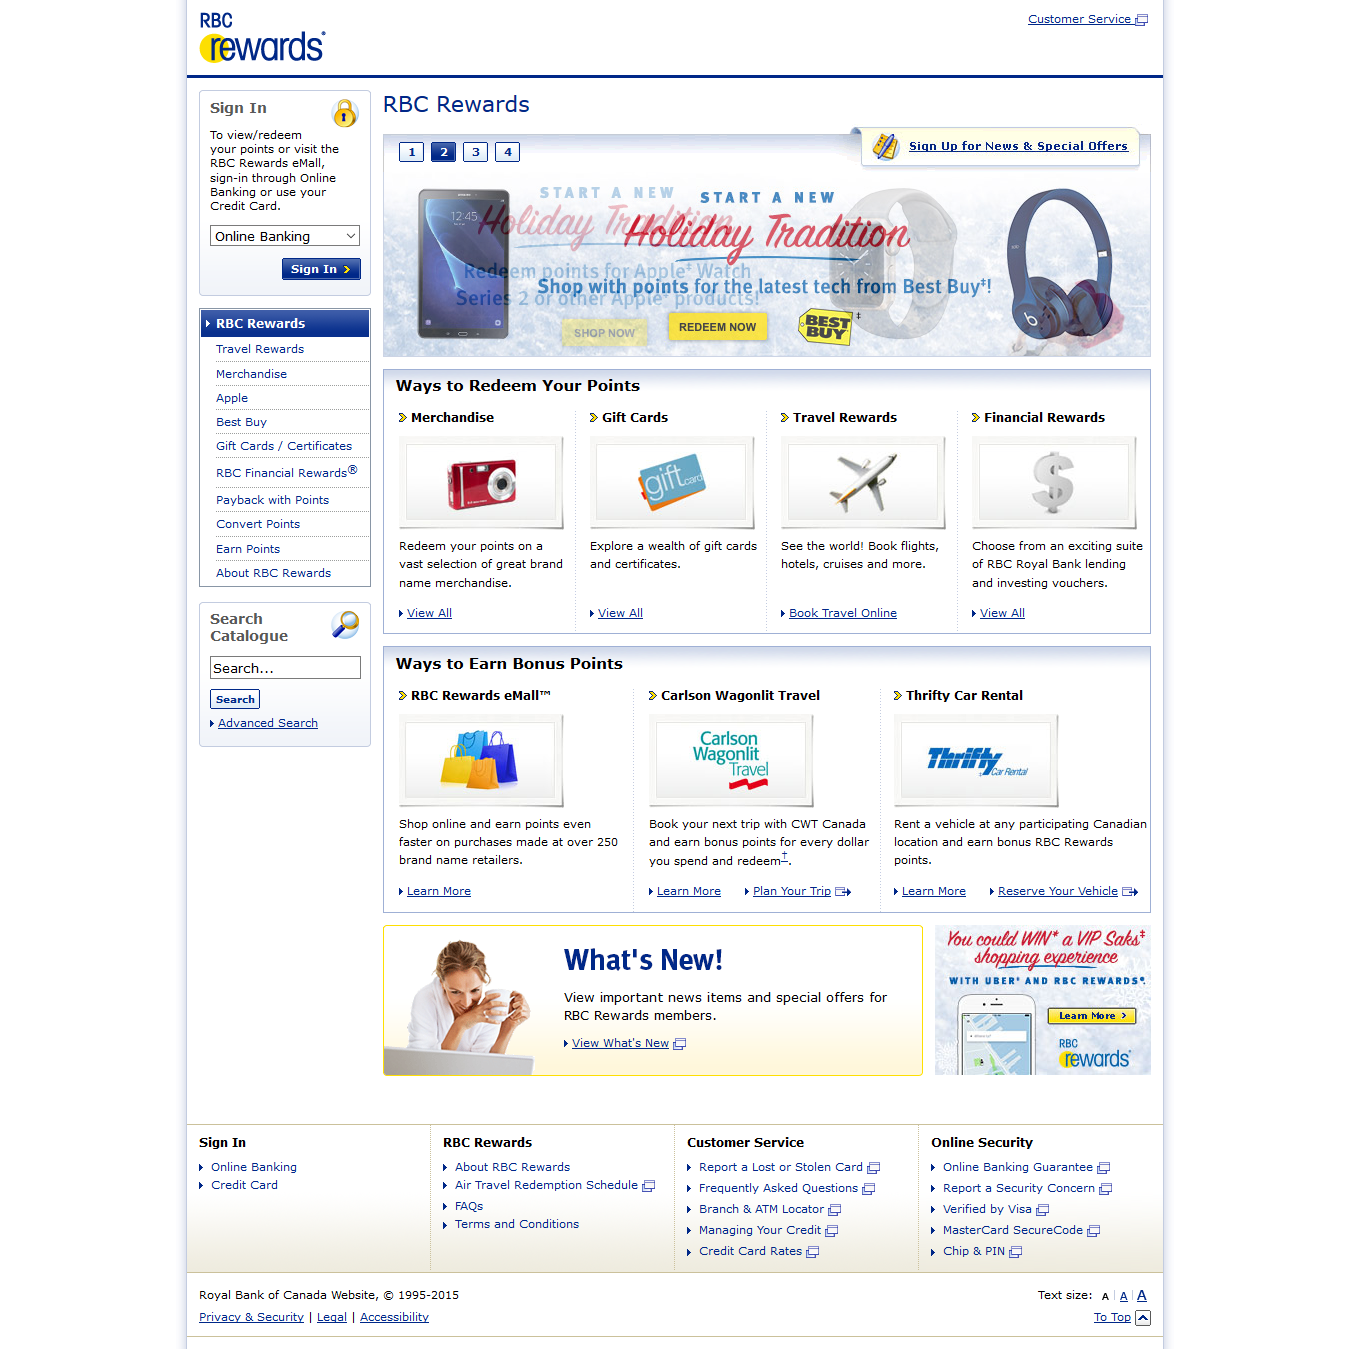 RBC
rewards®
Customer Service
Sign In
To view/redeem
your points or visit the
RBC Rewards eMall,
sign-in through Online
Banking or use your
Credit Card.
Online Banking
Sign In
RBC Rewards
Travel Rewards
Merchandise
Apple
Best Buy
Gift Cards / Certificates
RBC Financial Rewards®
Payback with Points
Convert Points
Earn Points
About RBC Rewards
Search
Catalogue
Search...
Search
Advanced Search
RBC Rewards
1 2 3 4
Sign Up for News & Special Offers
START A NEW
Holiday Tradition
Redeem points for Apple‡ Watch
Series 2 or other Apple‡ products!
SHOP NOW
START A NEW
Holiday Tradition
Shop with points for the latest tech from Best Buy‡!
REDEEM NOW
BEST
BUY ‡
12:45
Ways to Redeem Your Points
Merchandise
Redeem your points on a
vast selection of great brand
name merchandise.
View All
Gift Cards
gift card
Explore a wealth of gift cards
and certificates.
View All
Travel Rewards
See the world! Book flights,
hotels, cruises and more.
Book Travel Online
Financial Rewards
$
Choose from an exciting suite
of RBC Royal Bank lending
and investing vouchers.
View All
Ways to Earn Bonus Points
RBC Rewards eMall™
Shop online and earn points even
faster on purchases made at over 250
brand name retailers.
Learn More
Carlson Wagonlit Travel
Carlson
Wagonlit
Travel
Book your next trip with CWT Canada
and earn bonus points for every dollar
you spend and redeem†.
Learn More Plan Your Trip
Thrifty Car Rental
Thrifty
‡ Car Rental
Rent a vehicle at any participating Canadian
location and earn bonus RBC Rewards
points.
Learn More Reserve Your Vehicle
What's New!
View important news items and special offers for
RBC Rewards members.
View What's New
You could WIN* a VIP Saks‡
shopping experience
WITH UBER‡ AND RBC REWARDS®.
Learn More
RBC
rewards®
Sign In
Online Banking
Credit Card
RBC Rewards
About RBC Rewards
Air Travel Redemption Schedule
FAQs
Terms and Conditions
Customer Service
Report a Lost or Stolen Card
Frequently Asked Questions
Branch & ATM Locator
Managing Your Credit
Credit Card Rates
Online Security
Online Banking Guarantee
Report a Security Concern
Verified by Visa
MasterCard SecureCode
Chip & PIN
Royal Bank of Canada Website, © 1995-2015
Privacy & Security | Legal | Accessibility
Text size: A | A | A
To Top